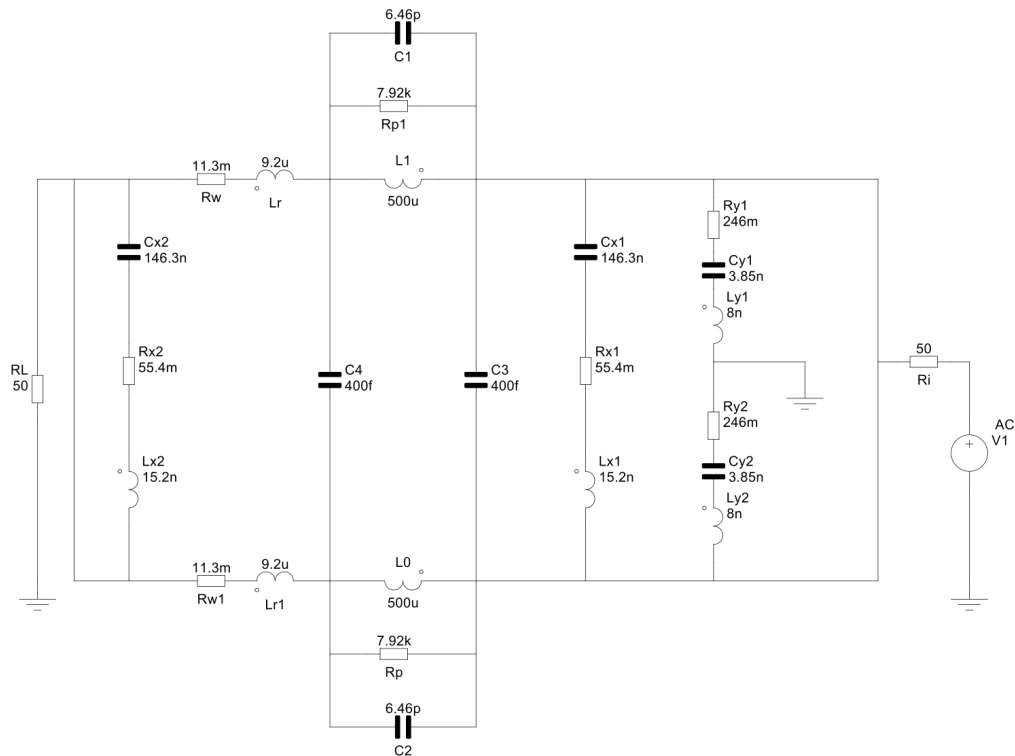 6.46p
C1
7.92k
Rp1
11.3m
Rw
9.2u
Lr
L1
500u
Cx2
146.3n
Cx1
146.3n
Ry1
246m
Cy1
3.85n
Ly1
8n
RL
50
Rx2
55.4m
C4
400f
C3
400f
Rx1
55.4m
50
Ri
Ry2
246m
AC
V1
Lx2
15.2n
Lx1
15.2n
Cy2
3.85n
Ly2
8n
11.3m
Rw1
9.2u
Lr1
L0
500u
7.92k
Rp
6.46p
C2